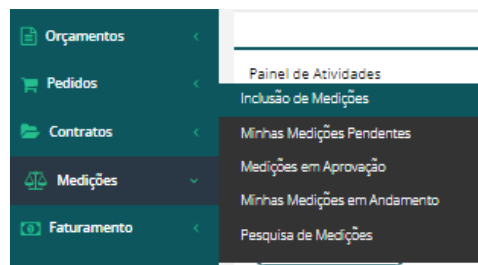 Orçamentos
Pedidos
Contratos
Medições
Faturamento
Painel de Atividades
Inclusão de Medições
Minhas Medições Pendentes
Medições em Aprovação
Minhas Medições em Andamento
Pesquisa de Medições